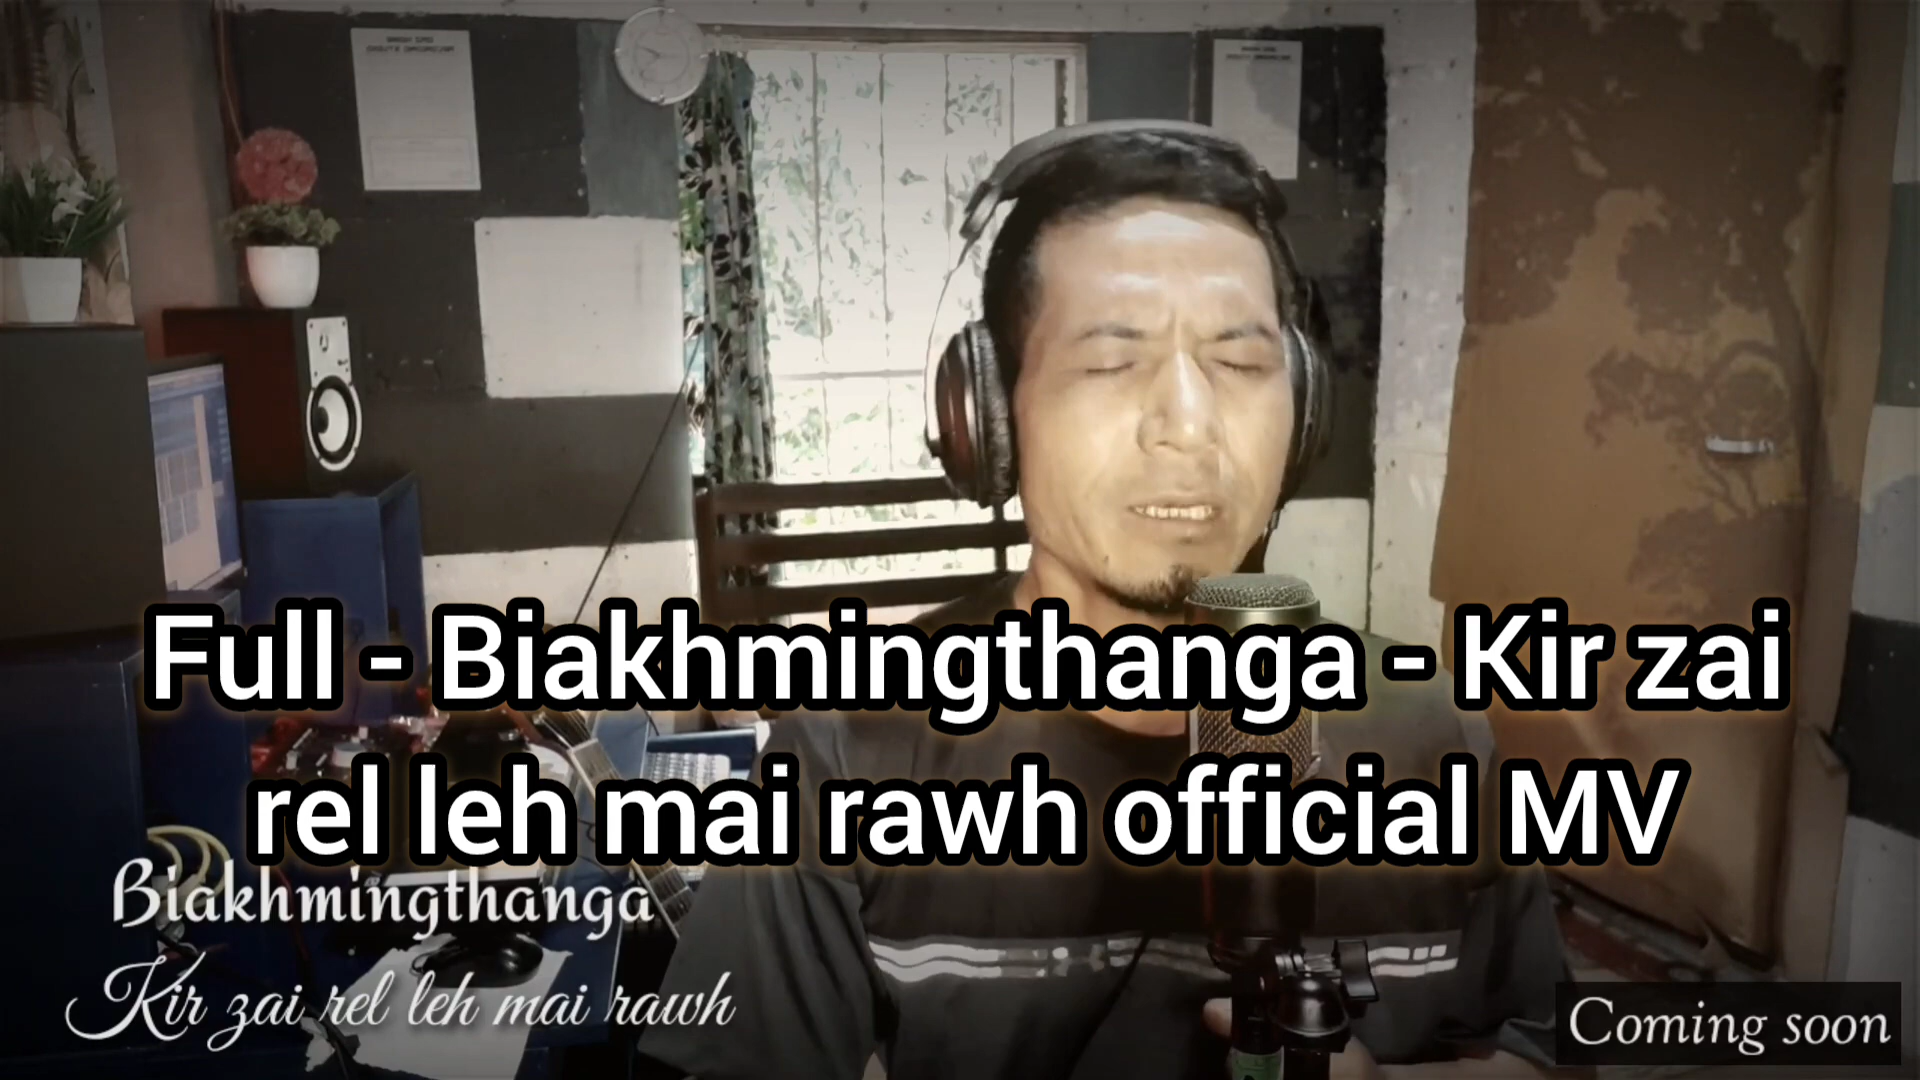 Full - Biakhmingthanga - Kir zai
rel leh mai rawh official MV
Biakhmingthanga
Kir zai rel leh mai rawh
Coming soon